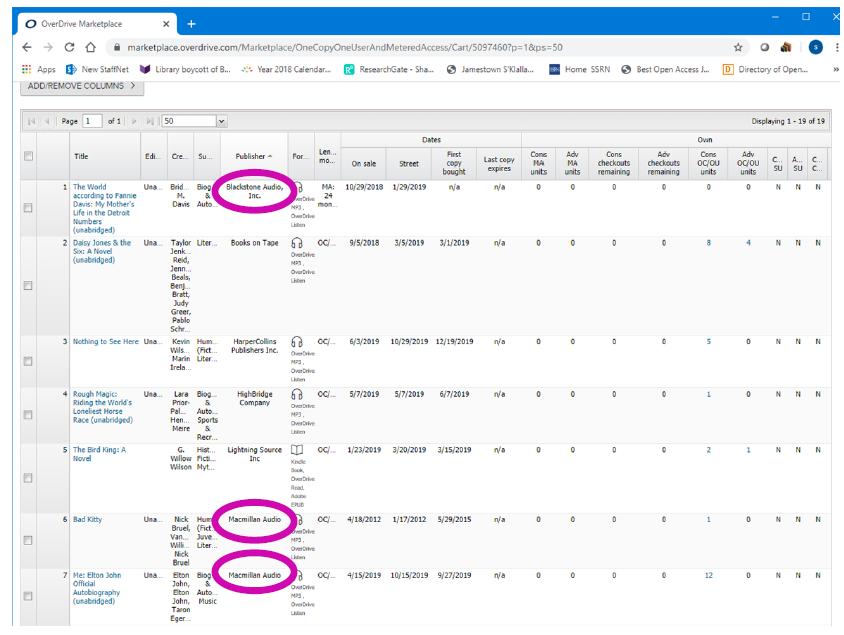 OverDrive Marketplace
marketplace.overdrive.com/Marketplace/OneCopyOneUserAndMeteredAccess/Cart/5097460?p=1&ps=50
Apps New StaffNet Library boycott of B... Year 2018 Calendar... ResearchGate - Sha... Jamestown S'Klalla... Home SSRN Best Open Access J... Directory of Open... »
ADD/REMOVE COLUMNS >
Page 1 of 1 50 Displaying 1 - 19 of 19
Dates Own
Title Edi... Cre... Su... Publisher For... Len... mo... On sale Street First copy bought Last copy expires Cons MA units Adv MA units Cons checkouts remaining Adv checkouts remaining Cons OC/OU units Adv OC/OU units C... SU A... SU C... C...
1 The World Una... Brid... Biog Blackstone Audio, MA: 10/29/2018 1/29/2019 n/a n/a 0 0 0 0 0 0 N N N
according to Fannie M. & Inc. OverDrive 24
Davis: My Mother's Davis Auto... MP3 , mon...
Life in the Detroit OverDrive
Numbers Listen
(unabridged)
2 Daisy Jones & the Una... Taylor Liter... Books on Tape OC/... 9/5/2018 3/5/2019 3/1/2019 n/a 0 0 0 0 8 4 N N N
Six: A Novel Jenk... OverDrive
(unabridged) Reid, MP3 ,
Jenn... OverDrive
Beals, Listen
Benj...
Bratt,
Judy
Greer,
Pablo
Schr...
3 Nothing to See Here Una... Kevin Hum... HarperCollins OC/... 6/3/2019 10/29/2019 12/19/2019 n/a 0 0 0 0 5 0 N N N
Wils... (Fict... Publishers Inc. OverDrive
Marin Liter... MP3 ,
Irela... OverDrive
Listen
4 Rough Magic: Una... Lara Biog... HighBridge OC/... 5/7/2019 5/7/2019 6/7/2019 n/a 0 0 0 0 1 0 N N N
Riding the World's Prior- & Company OverDrive
Loneliest Horse Pal... Auto... MP3 ,
Race (unabridged) Hen... Sports OverDrive
Meire & Listen
Recr...
5 The Bird King: A G. Hist... Lightning Source OC/... 1/23/2019 3/20/2019 3/15/2019 n/a 0 0 0 0 2 1 N N N
Novel Willow Ficti... Inc Kindle
Wilson Myt... Book,
OverDrive
Read,
Adobe
EPUB
6 Bad Kitty Una... Nick Hum Macmillan Audio OC/... 4/18/2012 1/17/2012 5/29/2015 n/a 0 0 0 0 1 0 N N N
Bruel, (Fict OverDrive
Van... Juve... MP3 ,
Willi... Liter... OverDrive
Nick Listen
Bruel
7 Me: Elton John Una... Elton Biog Macmillan Audio OC/... 4/15/2019 10/15/2019 9/27/2019 n/a 0 0 0 0 12 0 N N N
Official John, & OverDrive
Autobiography Elton Auto... MP3 ,
(unabridged) John, Music OverDrive
Taron Listen
Eger...